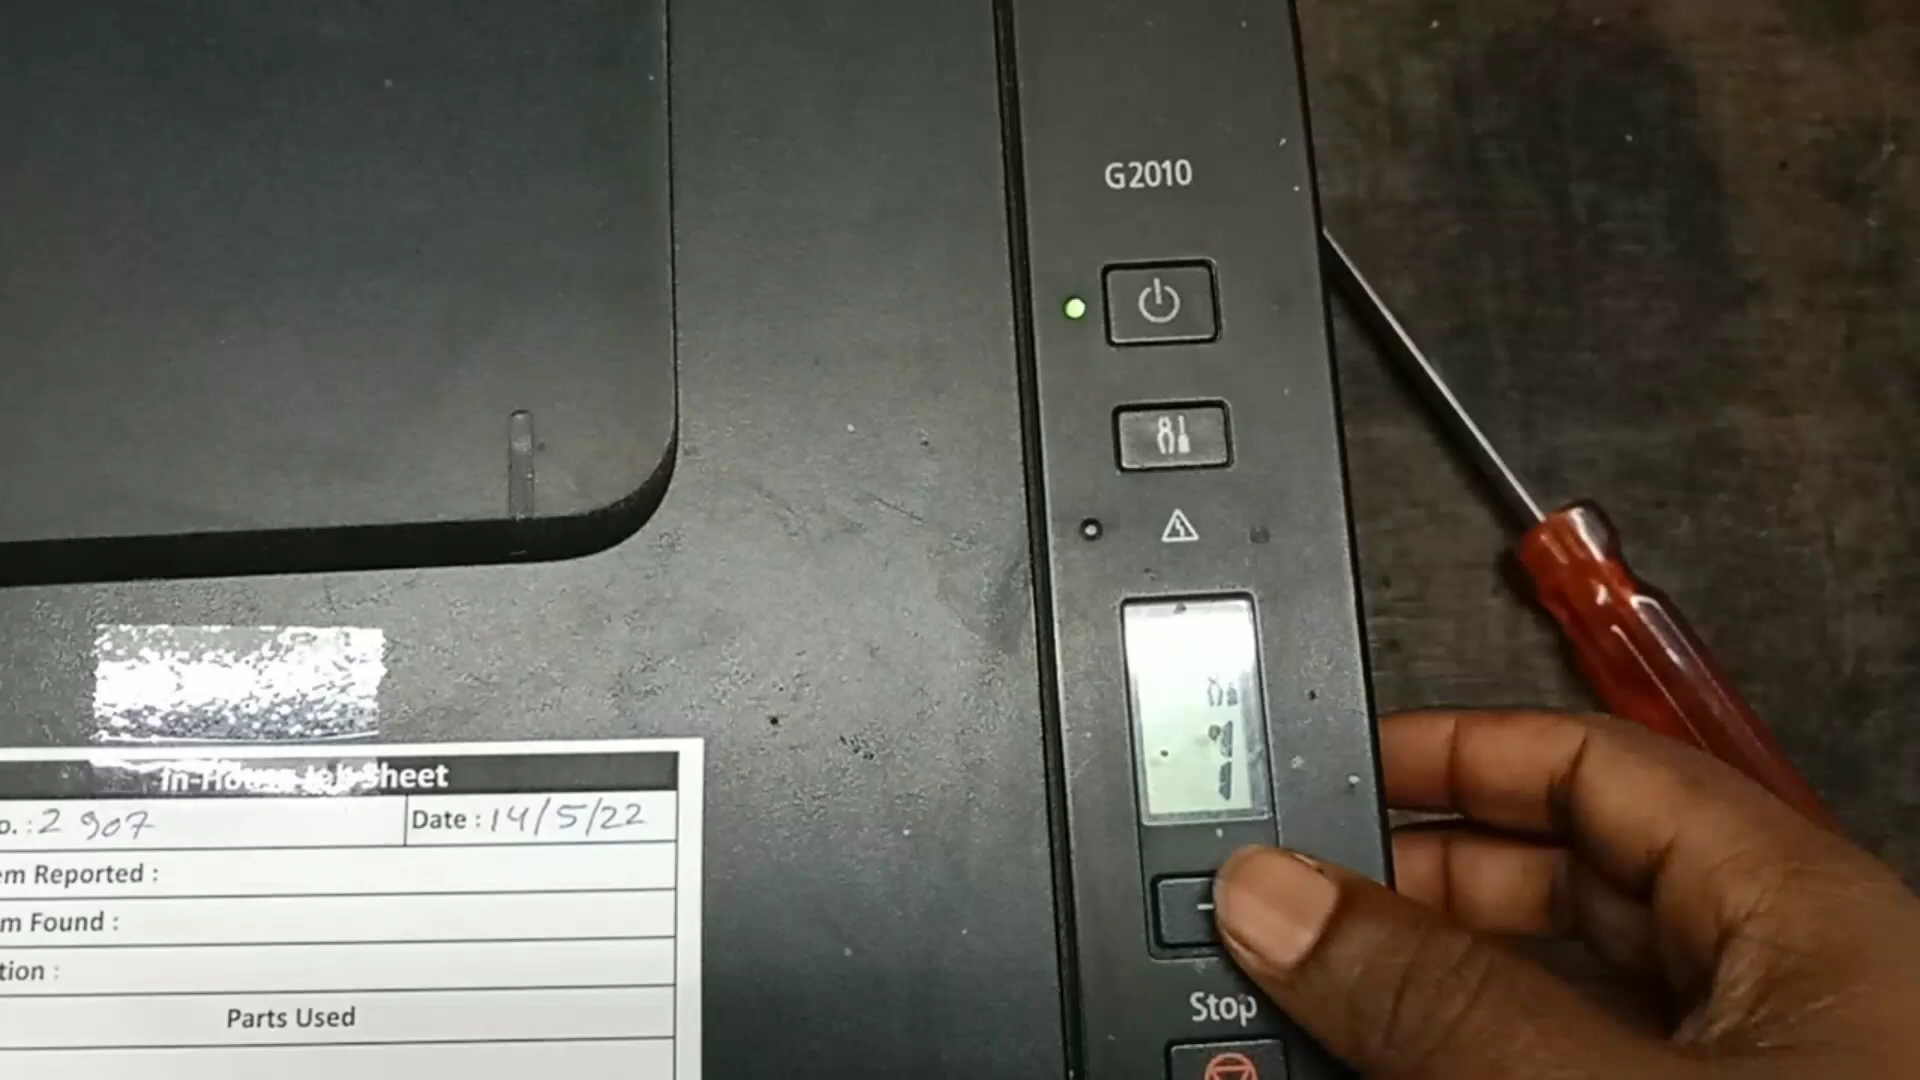 G2010
In-House Job Sheet
o. : 2907
Date : 14/5/22
em Reported :
m Found :
tion :
Parts Used
Stop